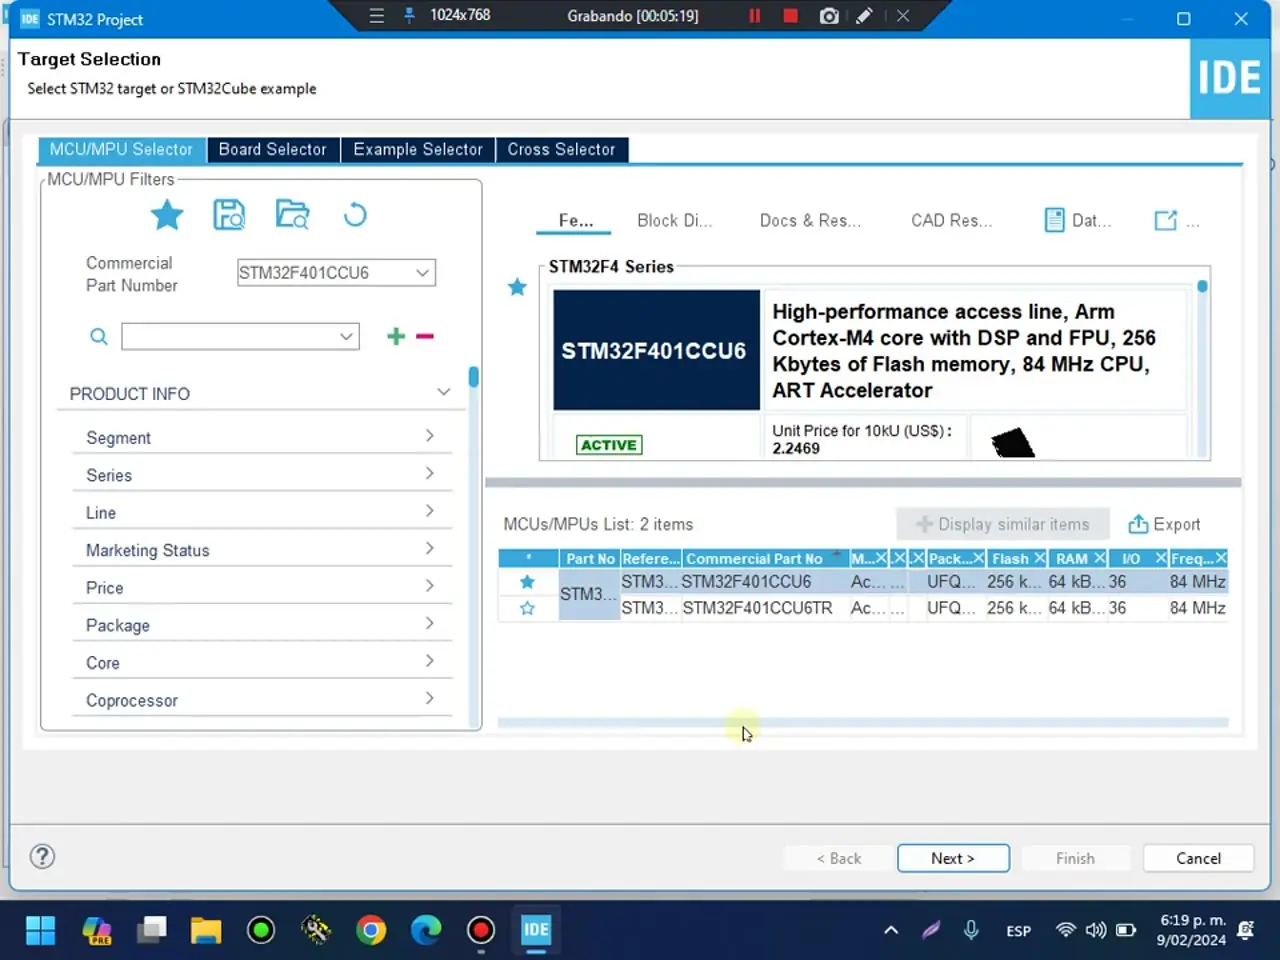 IDE STM32 Project
1024x768
Grabando [00:05:19]
Target Selection
Select STM32 target or STM32Cube example
IDE
MCU/MPU Selector
Board Selector
Example Selector
Cross Selector
MCU/MPU Filters
Commercial
Part Number
STM32F401CCU6
PRODUCT INFO
Segment
Series
Line
Marketing Status
Price
Package
Core
Coprocessor
Fe...
Block Di...
Docs & Res...
CAD Res...
Dat...
...
STM32F4 Series
STM32F401CCU6
High-performance access line, Arm
Cortex-M4 core with DSP and FPU, 256
Kbytes of Flash memory, 84 MHz CPU,
ART Accelerator
ACTIVE
Unit Price for 10kU (US$) :
2.2469
MCUs/MPUs List: 2 items
+ Display similar items
Export
* Part No Refere... Commercial Part No M...X X X Pack...X Flash X RAM X I/O X Freq...X
STM3... STM32F401CCU6 Ac... ... UFQ... 256 k... 64 kB... 36 84 MHz
STM3...
STM3... STM32F401CCU6TR Ac... ... UFQ... 256 k... 64 kB... 36 84 MHz
?
< Back
Next >
Finish
Cancel
PRE
IDE
ESP
6:19 p. m.
9/02/2024